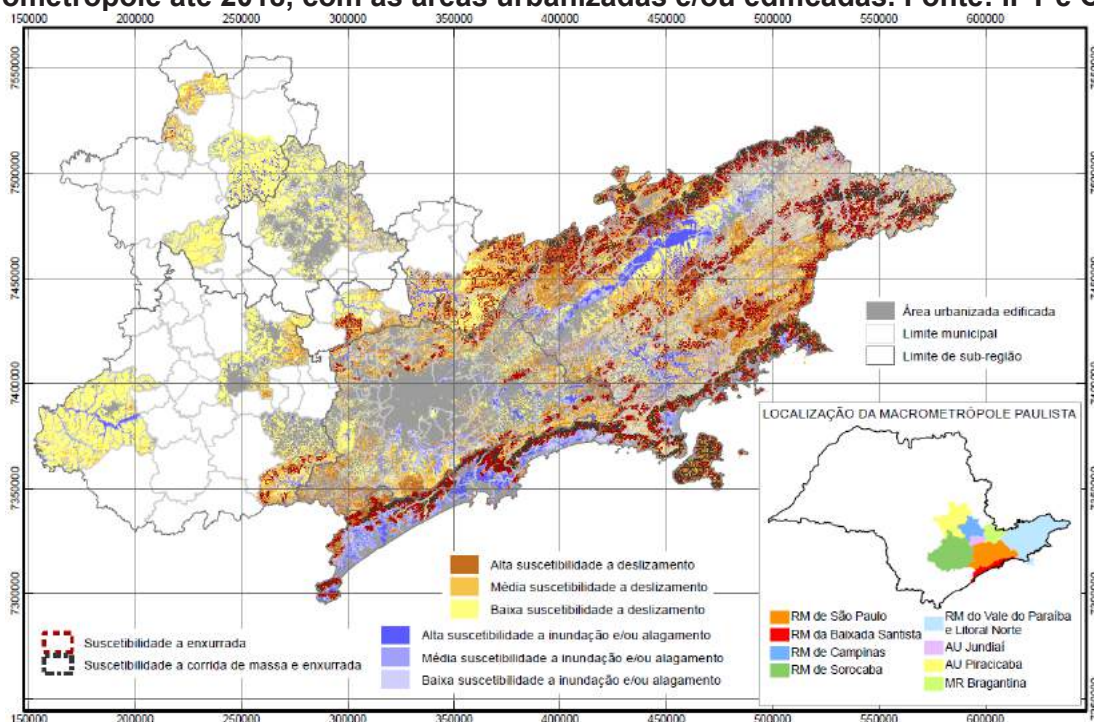 ometrópole até 2018, com as áreas urbanizadas e/ou edificadas. Fonte: IPT e
150000 200000 250000 300000 350000 400000 450000 500000 550000 600000
7550000
7500000
7450000
7400000
7350000
7300000
7550000
7450000
7400000
Área urbanizada edificada
Limite municipal
Limite de sub-região
LOCALIZAÇÃO DA MACROMETRÓPOLE PAULISTA
RM de São Paulo
RM da Baixada Santista
RM de Campinas
RM de Sorocaba
RM do Vale do Paraíba
e Litoral Norte
AU Jundiaí
AU Piracicaba
MR Bragantina
Alta suscetibilidade a deslizamento
Média suscetibilidade a deslizamento
Baixa suscetibilidade a deslizamento
Suscetibilidade a enxurrada
Suscetibilidade a corrida de massa e enxurrada
Alta suscetibilidade a inundação e/ou alagamento
Média suscetibilidade a inundação e/ou alagamento
Baixa suscetibilidade a inundação e/ou alagamento
150000 200000 250000 300000 350000 400000 450000 500000 550000 600000